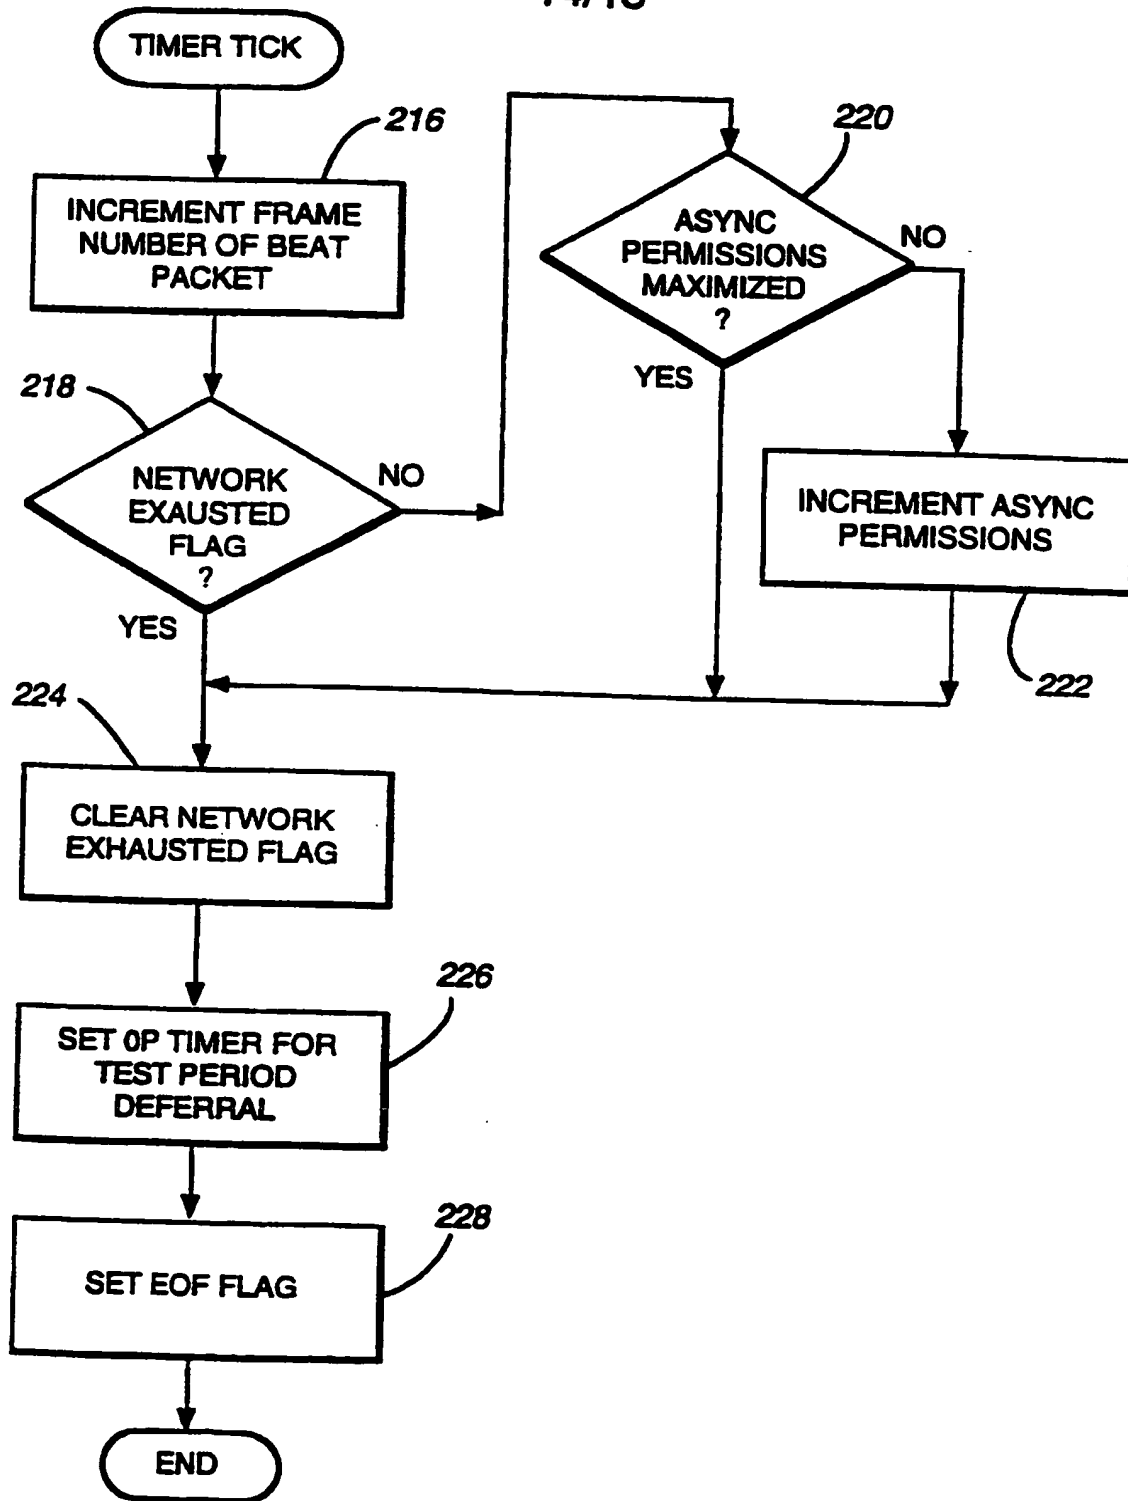 TIMER TICK
216
INCREMENT FRAME
NUMBER OF BEAT
PACKET
218
NETWORK
EXAUSTED
FLAG
?
NO
YES
220
ASYNC
PERMISSIONS
MAXIMIZED
?
NO
YES
INCREMENT ASYNC
PERMISSIONS
222
224
CLEAR NETWORK
EXHAUSTED FLAG
226
SET 0P TIMER FOR
TEST PERIOD
DEFERRAL
228
SET EOF FLAG
END